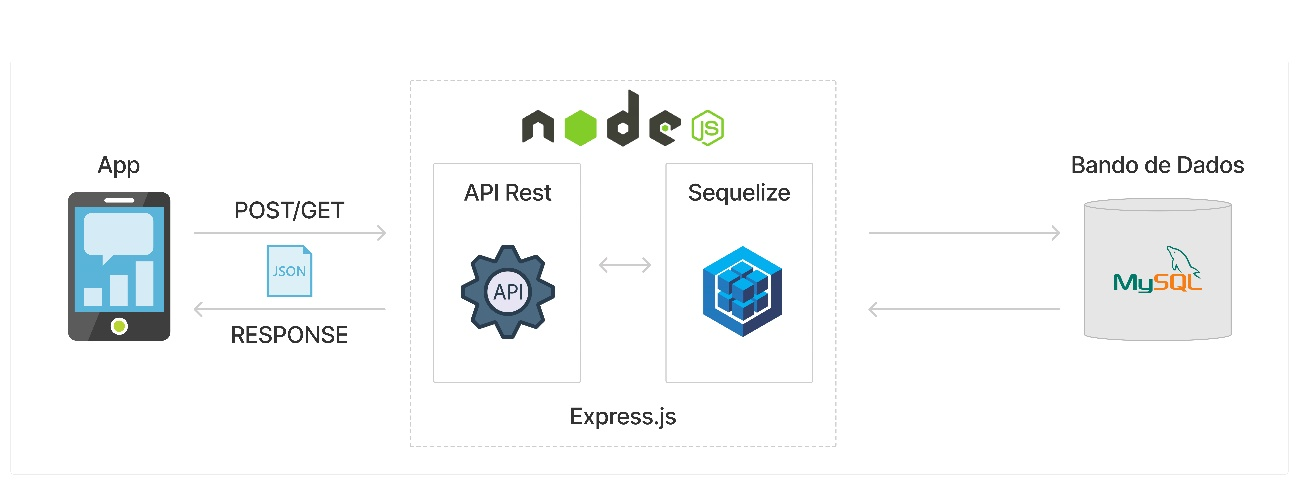 node JS
App
Bando de Dados
API Rest
Sequelize
POST/GET
JSON
API
MySQL
RESPONSE
Express.js